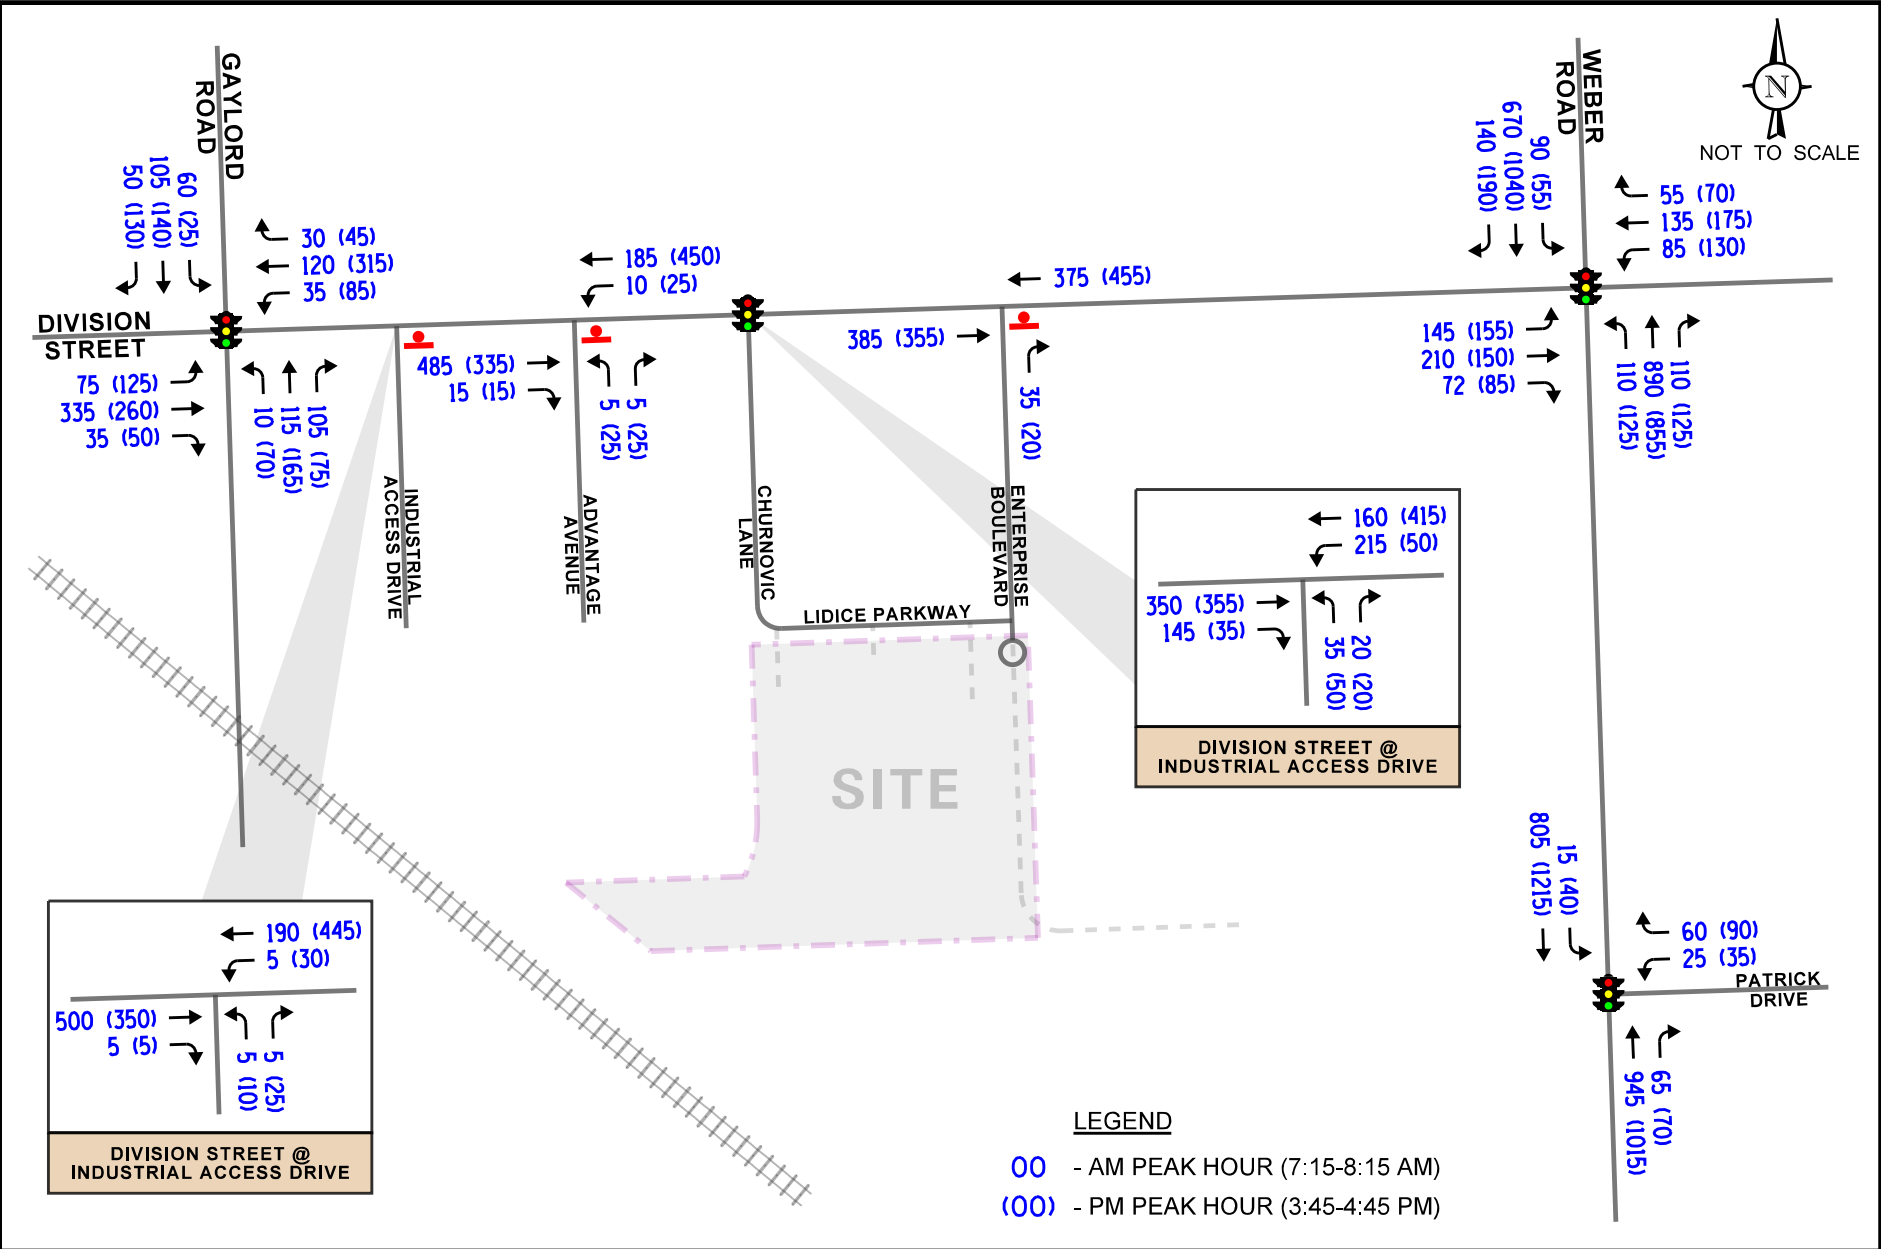 GAYLORD
ROAD
WEBER
ROAD
N
NOT TO SCALE
60 (25)
105 (140)
50 (130)
30 (45)
120 (315)
35 (85)
185 (450)
10 (25)
375 (455)
90 (55)
670 (1040)
140 (190)
55 (70)
135 (175)
85 (130)
DIVISION
STREET
75 (125)
335 (260)
35 (50)
10 (70)
115 (165)
105 (75)
485 (335)
15 (15)
5 (25)
5 (25)
385 (355)
35 (20)
145 (155)
210 (150)
72 (85)
110 (125)
890 (855)
110 (125)
INDUSTRIAL
ACCESS DRIVE
ADVANTAGE
AVENUE
CHURNOVIC
LANE
ENTERPRISE
BOULEVARD
LIDICE PARKWAY
160 (415)
215 (50)
350 (355)
145 (35)
35 (50)
20 (20)
DIVISION STREET @
INDUSTRIAL ACCESS DRIVE
SITE
15 (40)
805 (1215)
60 (90)
25 (35)
PATRICK
DRIVE
945 (1015)
65 (70)
190 (445)
5 (30)
500 (350)
5 (5)
5 (10)
5 (25)
DIVISION STREET @
INDUSTRIAL ACCESS DRIVE
LEGEND
00 - AM PEAK HOUR (7:15-8:15 AM)
(00) - PM PEAK HOUR (3:45-4:45 PM)